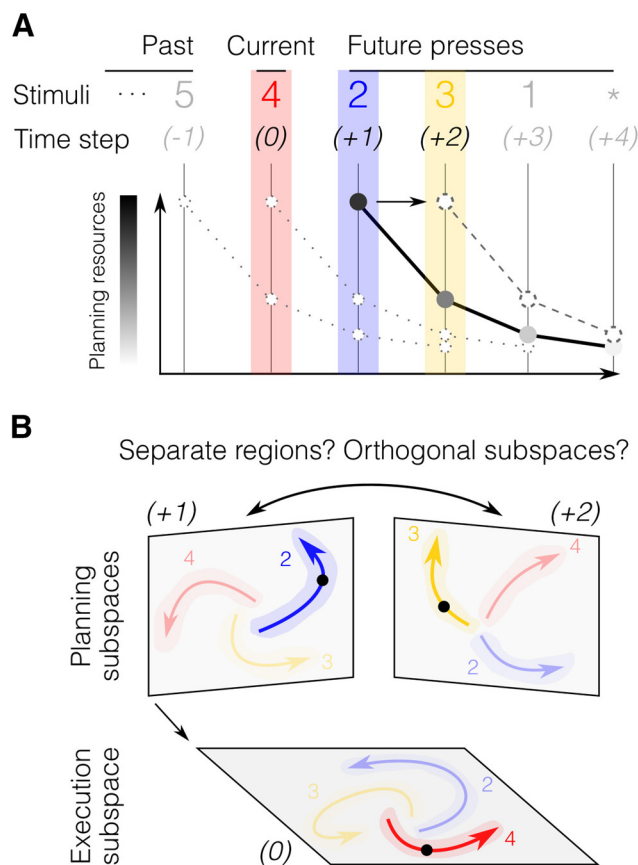 A
Past Current Future presses
Stimuli ... 5 4 2 3 1 *
Time step (-1) (0) (+1) (+2) (+3) (+4)
Planning resources
B
Separate regions? Orthogonal subspaces?
(+1) (+2)
Planning subspaces
4 2 3
3 4 2
Execution subspace
3 2 4
(0)